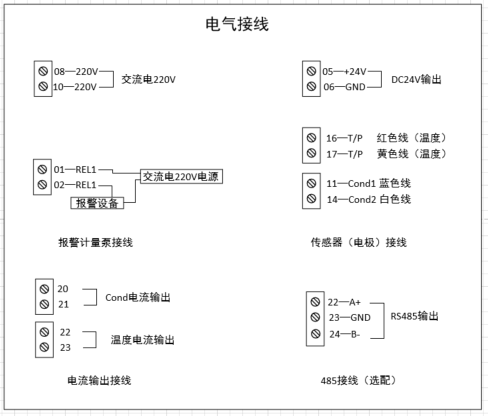 电气接线
08—220V
10—220V
交流电220V
05—+24V
06—GND
DC24V输出
16—T/P 红色线（温度）
17—T/P 黄色线（温度）
01—REL1
02—REL1
交流电220V电源
报警设备
11—Cond1 蓝色线
14—Cond2 白色线
报警计量泵接线
传感器（电极）接线
20
21
Cond电流输出
22
23
温度电流输出
22—A+
23—GND
24—B-
RS485输出
电流输出接线
485接线（选配）